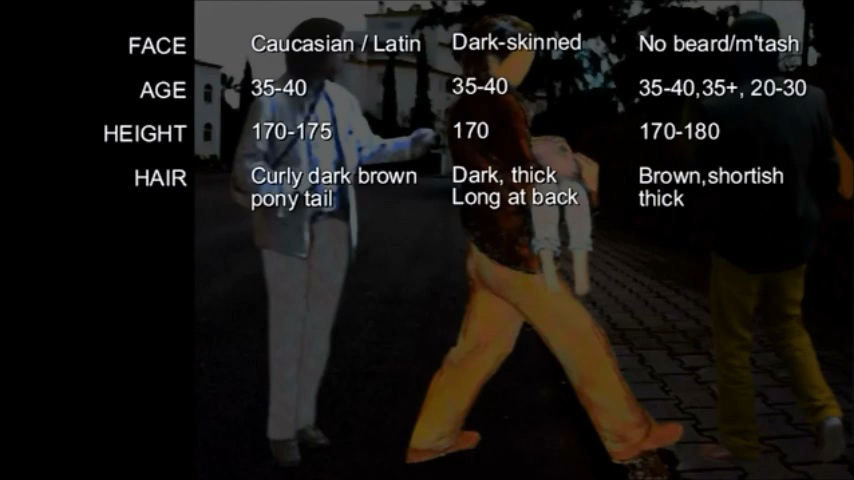 FACE Caucasian / Latin Dark-skinned No beard/m'tash
AGE 35-40 35-40 35-40,35+, 20-30
HEIGHT 170-175 170 170-180
HAIR Curly dark brown Dark, thick Brown,shortish
pony tail Long at back thick